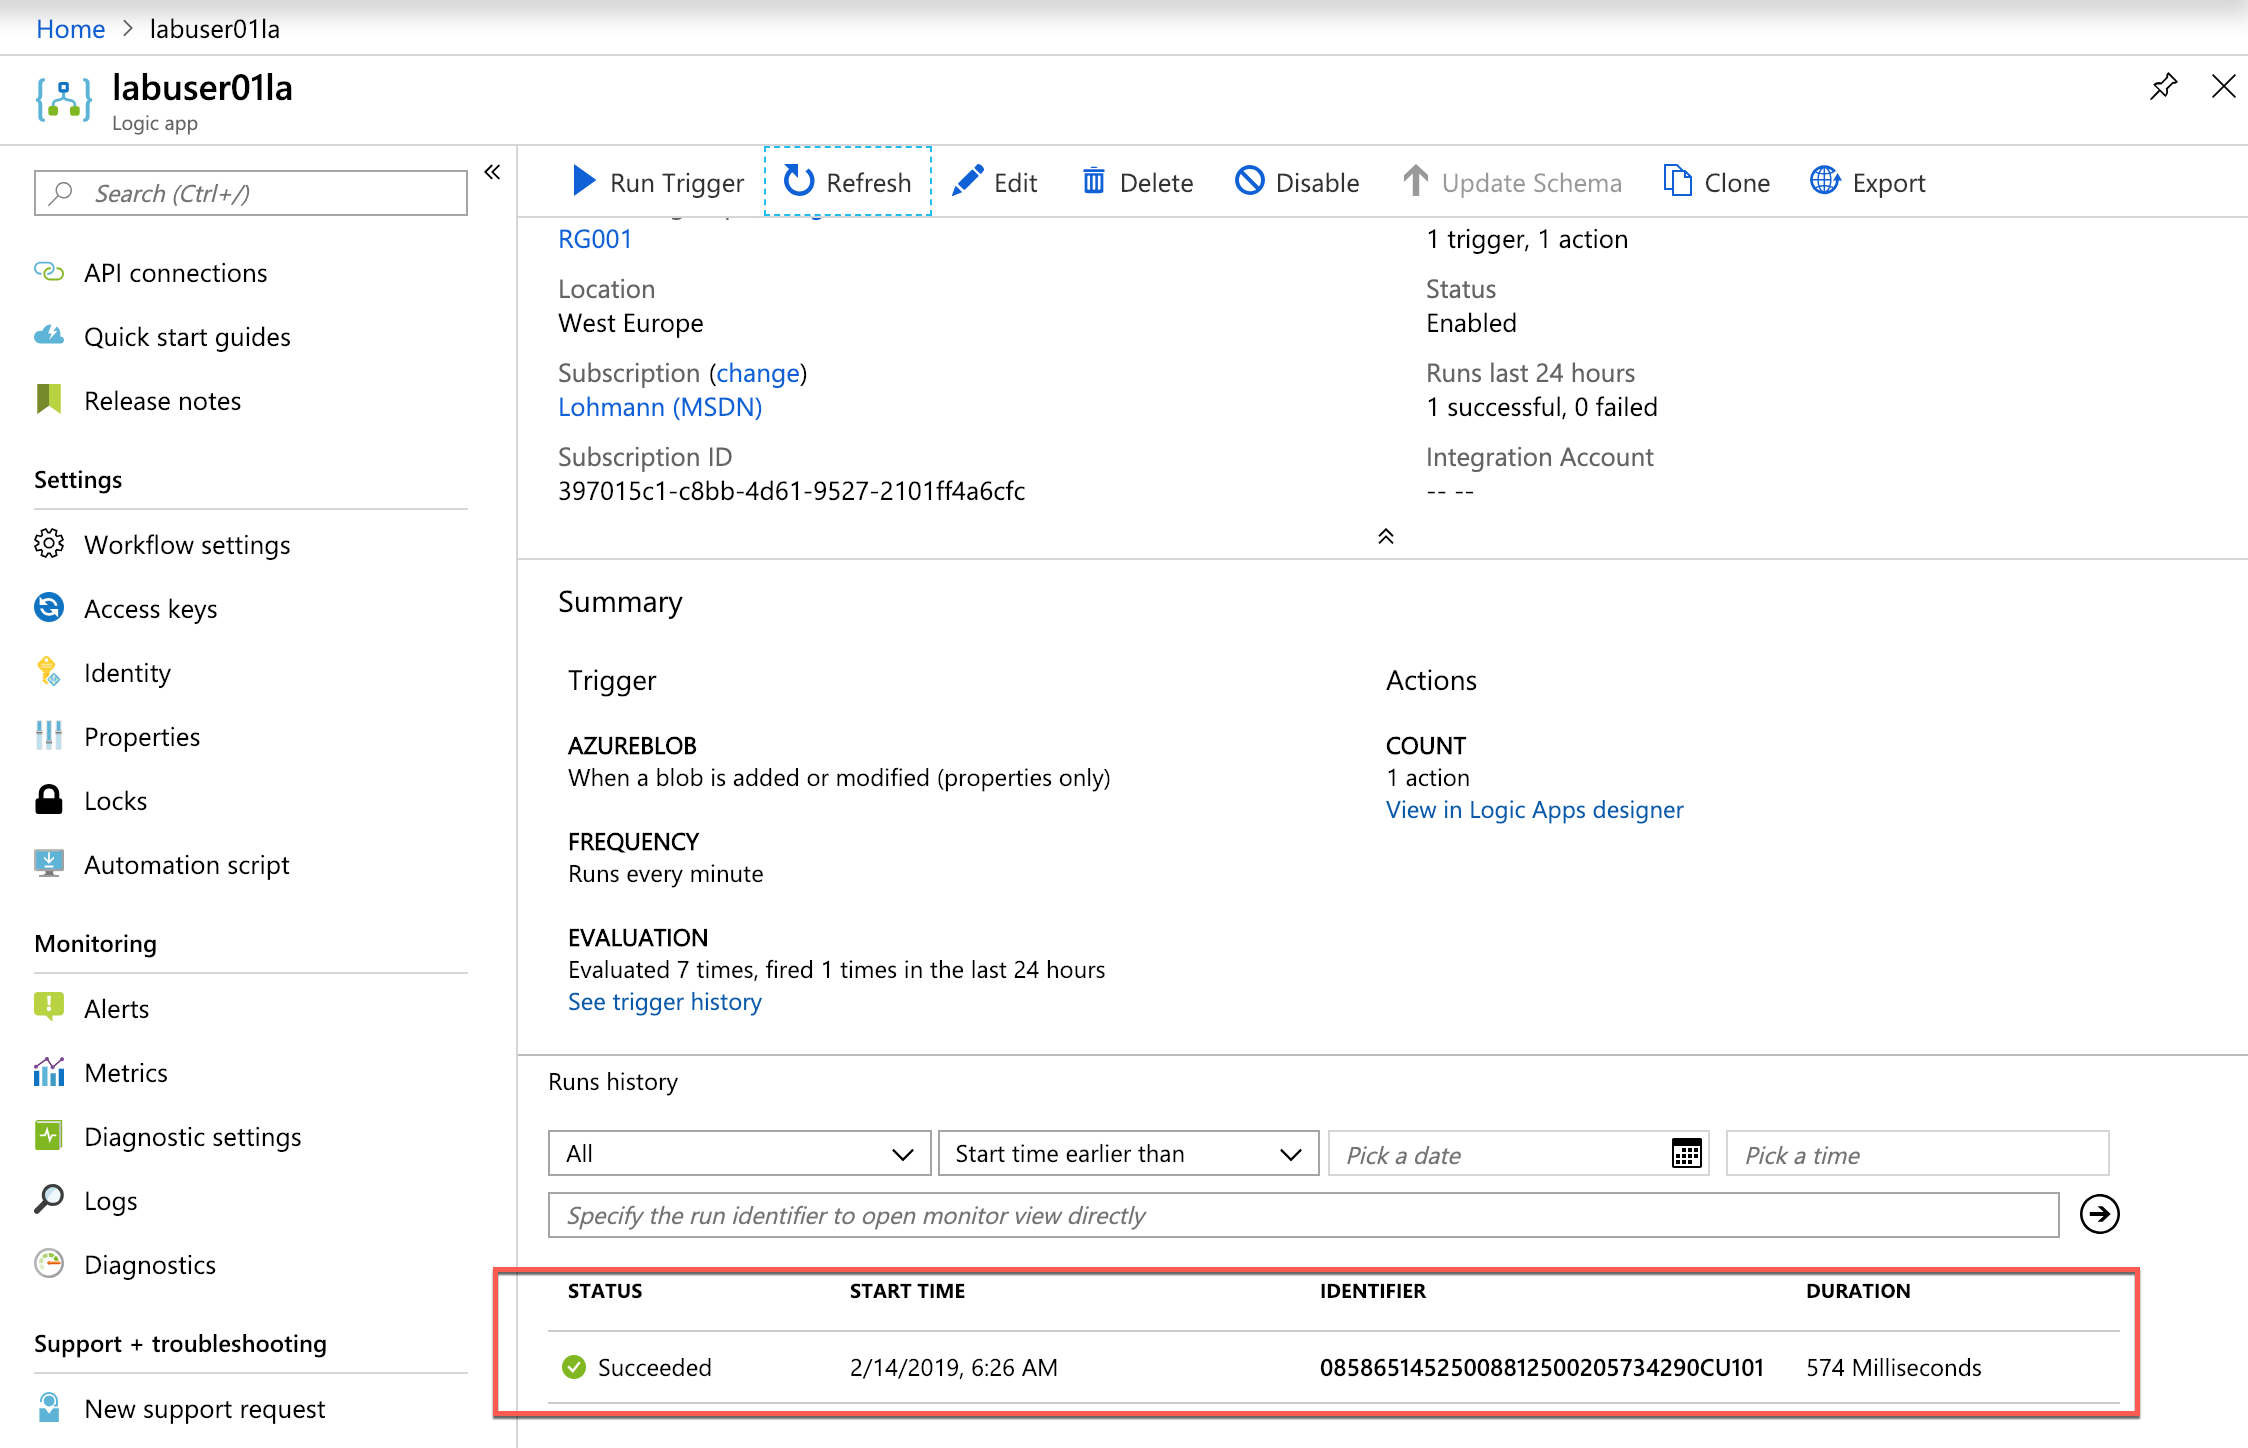 Home > labuser01la
labuser01la
Logic app
Search (Ctrl+/)
API connections
Quick start guides
Release notes
Settings
Workflow settings
Access keys
Identity
Properties
Locks
Automation script
Monitoring
Alerts
Metrics
Diagnostic settings
Logs
Diagnostics
Support + troubleshooting
New support request
Run Trigger Refresh Edit Delete Disable Update Schema Clone Export
RG001
Location
West Europe
Subscription (change)
Lohmann (MSDN)
Subscription ID
397015c1-c8bb-4d61-9527-2101ff4a6cfc
1 trigger, 1 action
Status
Enabled
Runs last 24 hours
1 successful, 0 failed
Integration Account
-- --
Summary
Trigger
AZUREBLOB
When a blob is added or modified (properties only)
FREQUENCY
Runs every minute
EVALUATION
Evaluated 7 times, fired 1 times in the last 24 hours
See trigger history
Actions
COUNT
1 action
View in Logic Apps designer
Runs history
All Start time earlier than Pick a date Pick a time
Specify the run identifier to open monitor view directly
STATUS START TIME IDENTIFIER DURATION
Succeeded 2/14/2019, 6:26 AM 08586514525008812500205734290CU101 574 Milliseconds